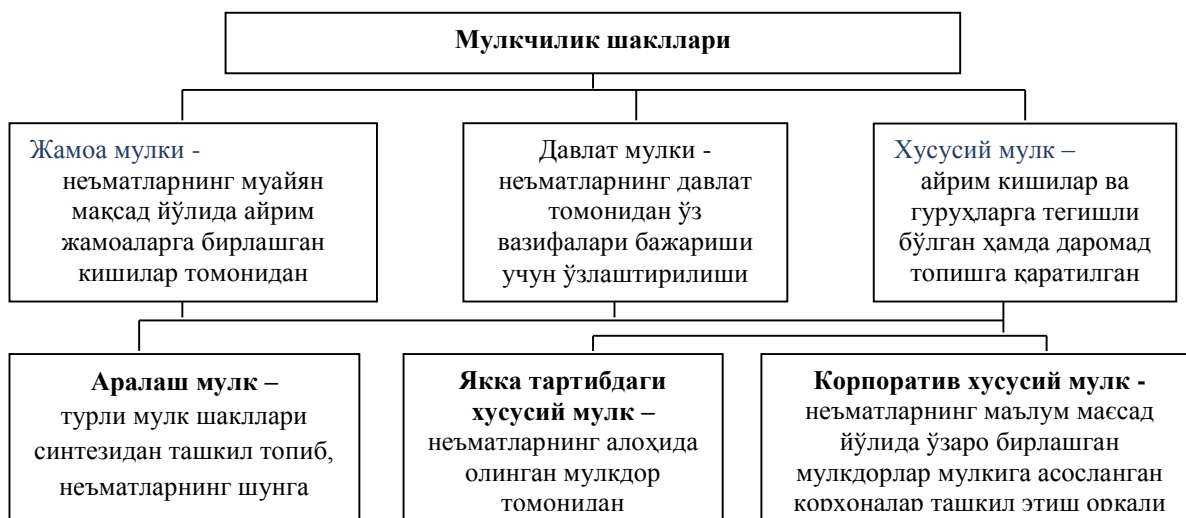 Мулкчилик шакллари
Жамоа мулки -
неъматларнинг муайян
мақсад йўлида айрим
жамоаларга бирлашган
кишилар томонидан
Давлат мулки -
неъматларнинг давлат
томонидан ўз
вазифалари бажариши
учун ўзлаштирилиши
Хусусий мулк –
айрим кишилар ва
гуруҳларга тегишли
бўлган ҳамда даромад
топишга қаратилган
Аралаш мулк –
турли мулк шакллари
синтезидан ташкил топиб,
неъматларнинг шунга
Якка тартибдаги
хусусий мулк –
неъматларнинг алоҳида
олинган мулкдор
томонидан
Корпоратив хусусий мулк -
неъматларнинг маълум маєсад
йўлида ўзаро бирлашган
мулкдорлар мулкига асосланган
корхоналар ташкил этиш орқали